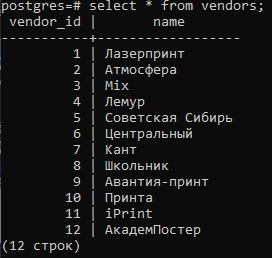 postgres=# select * from vendors;
vendor_id | name
-----------+------------------
1 | Лазерпринт
2 | Атмосфера
3 | Mix
4 | Лемур
5 | Советская Сибирь
6 | Центральный
7 | Кант
8 | Школьник
9 | Авантия-принт
10 | Принта
11 | iPrint
12 | АкадемПостер
(12 строк)